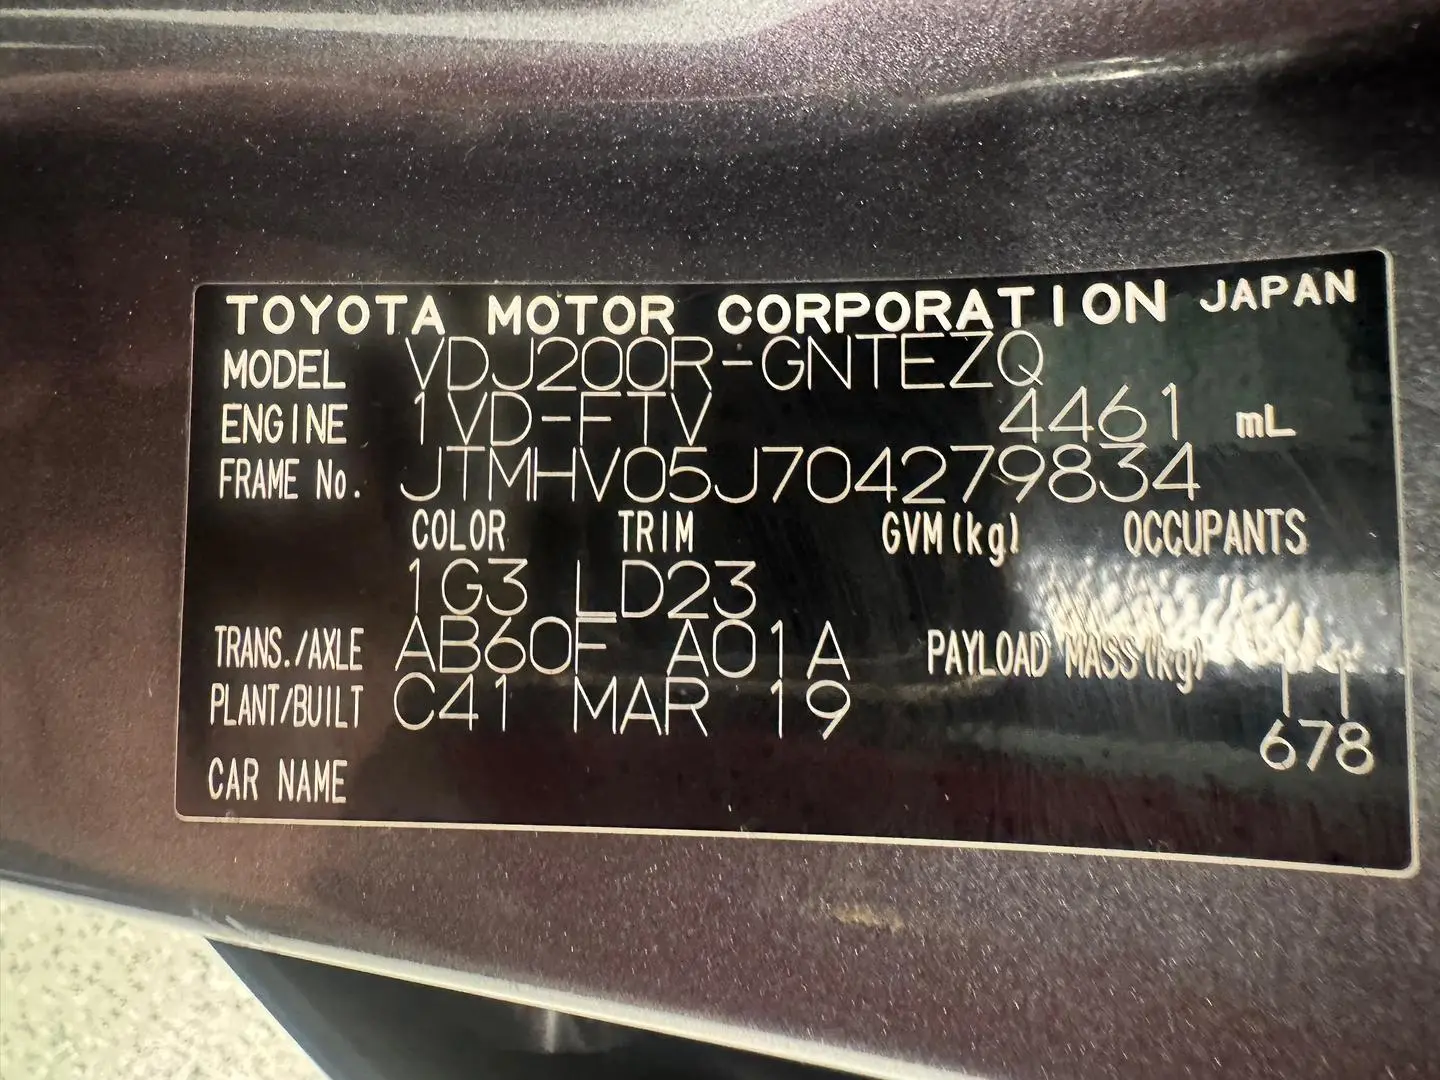 TOYOTA MOTOR CORPORATION JAPAN
MODEL VDJ200R-GNTEZQ
ENGINE 1VD-FTV 4461 mL
FRAME No. JTMHV05J704279834
COLOR TRIM GVM(kg) OCCUPANTS
1G3 LD23
TRANS./AXLE AB60F A01A PAYLOAD MASS(kg)
PLANT/BUILT C41 MAR 19
678
CAR NAME